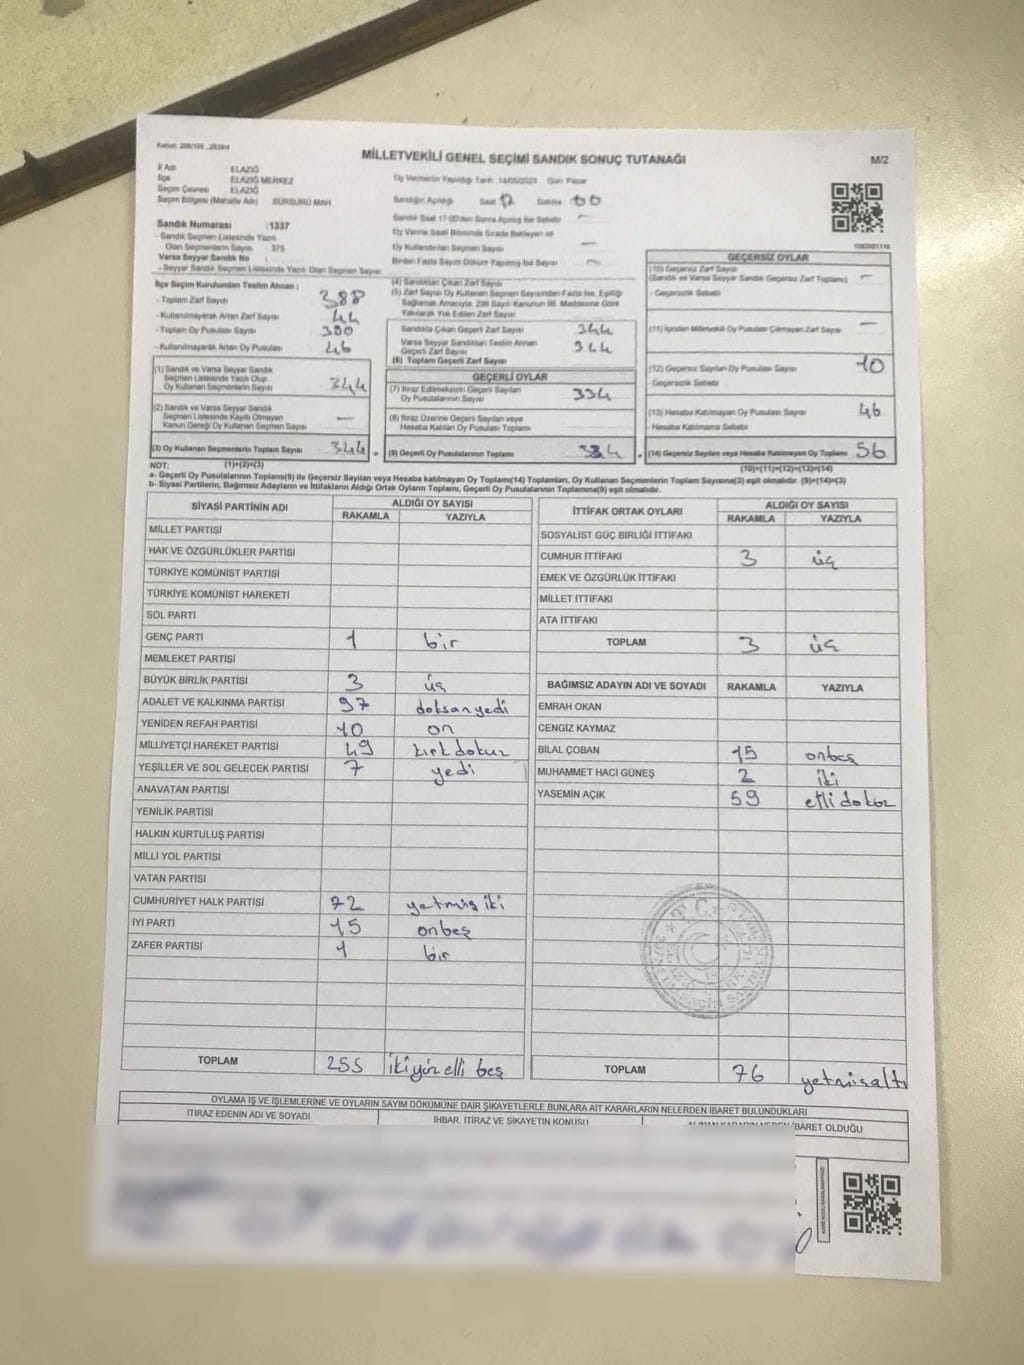 MİLLETVEKİLİ GENEL SEÇİMİ SANDIK SONUÇ TUTANAĞI
M/2
İl Adı ELAZIĞ
İlçe ELAZIĞ MERKEZ
Seçim Çevresi ELAZIĞ
Seçim Bölgesi (Mahalle Adı) SÜRSÜRÜ MAH
Oy Vermenin Yapıldığı Tarih 14/05/2023 Gün Pazar
Sandığın Açıldığı Saat 17 Dakika 00
Sandık Saat 17:00'den Sonra Açılmış İse Sebebi
Oy Verme Saati Bitiminde Sırada Bekleyen ve
Oy Kullandırılan Seçmen Sayısı
Birden Fazla Sayım Döküm Yapılmış İse Sayısı
Sandık Numarası : 1337
- Sandık Seçmen Listesinde Yazılı
Olan Seçmenlerin Sayısı : 375
Varsa Seyyar Sandık No
- Seyyar Sandık Seçmen Listesinde Yazılı Olan Seçmen Sayısı
İlçe Seçim Kurulundan Teslim Alınan ;
- Toplam Zarf Sayısı 388
- Kullanılmayarak Artan Zarf Sayısı 44
- Toplam Oy Pusulası Sayısı 390
- Kullanılmayarak Artan Oy Pusulası 46
(1) Sandık ve Varsa Seyyar Sandık
Seçmen Listesinde Yazılı Olup
Oy Kullanan Seçmenlerin Sayısı 344
(2) Sandık ve Varsa Seyyar Sandık
Seçmen Listesinde Kayıtlı Olmayan
Kanun Gereği Oy Kullanan Seçmen Sayısı —
(3) Oy Kullanan Seçmenlerin Toplam Sayısı 344
(1)+(2)=(3)
(4) Sandıktan Çıkan Zarf Sayısı
(5) Zarf Sayısı Oy Kullanan Seçmen Sayısından Fazla İse, Eşitliği
Sağlamak Amacıyla, 298 Sayılı Kanunun 98. Maddesine Göre
Yakılarak Yok Edilen Zarf Sayısı
Sandıkta Çıkan Geçerli Zarf Sayısı 344
Varsa Seyyar Sandıktan Teslim Alınan
Geçerli Zarf Sayısı 344
(6) Toplam Geçerli Zarf Sayısı
GEÇERLİ OYLAR
(7) İtiraz Edilmeksizin Geçerli Sayılan
Oy Pusulalarının Sayısı 334
(8) İtiraz Üzerine Geçerli Sayılan veya
Hesaba Katılan Oy Pusulası Toplamı
(9) Geçerli Oy Pusulalarının Toplamı 334
GEÇERSİZ OYLAR
(10) Geçersiz Zarf Sayısı
(Sandık ve Varsa Seyyar Sandık Geçersiz Zarf Toplamı) —
- Geçersizlik Sebebi
(11) İçinden Milletvekili Oy Pusulası Çıkmayan Zarf Sayısı —
(12) Geçersiz Sayılan Oy Pusulası Sayısı 10
- Geçersizlik Sebebi
(13) Hesaba Katılmayan Oy Pusulası Sayısı 46
- Hesaba Katılmama Sebebi
(14) Geçersiz Sayılan veya Hesaba Katılmayan Oy Toplamı 56
(10)+(11)+(12)+(13)=(14)
NOT:
a- Geçerli Oy Pusulalarının Toplamı(9) ile Geçersiz Sayılan veya Hesaba katılmayan Oy Toplamı(14) Toplamları, Oy Kullanan Seçmenlerin Toplam Sayısına(3) eşit olmalıdır. (9)+(14)=(3)
b- Siyasi Partilerin, Bağımsız Adayların ve İttifakların Aldığı Ortak Oyların Toplamı, Geçerli Oy Pusulalarının Toplamına(9) eşit olmalıdır.
SİYASİ PARTİNİN ADI ALDIĞI OY SAYISI
RAKAMLA YAZIYLA
MİLLET PARTİSİ
HAK VE ÖZGÜRLÜKLER PARTİSİ
TÜRKİYE KOMÜNİST PARTİSİ
TÜRKİYE KOMÜNİST HAREKETİ
SOL PARTİ
GENÇ PARTİ 1 bir
MEMLEKET PARTİSİ
BÜYÜK BİRLİK PARTİSİ 3 üç
ADALET VE KALKINMA PARTİSİ 97 doksanyedi
YENİDEN REFAH PARTİSİ 10 on
MİLLİYETÇİ HAREKET PARTİSİ 49 kırkdokuz
YEŞİLLER VE SOL GELECEK PARTİSİ 7 yedi
ANAVATAN PARTİSİ
YENİLİK PARTİSİ
HALKIN KURTULUŞ PARTİSİ
MİLLİ YOL PARTİSİ
VATAN PARTİSİ
CUMHURİYET HALK PARTİSİ 72 yetmiş iki
İYİ PARTİ 15 onbeş
ZAFER PARTİSİ 1 bir
TOPLAM 255 ikiyüz elli beş
İTTİFAK ORTAK OYLARI ALDIĞI OY SAYISI
RAKAMLA YAZIYLA
SOSYALİST GÜÇ BİRLİĞİ İTTİFAKI
CUMHUR İTTİFAKI 3 üç
EMEK VE ÖZGÜRLÜK İTTİFAKI
MİLLET İTTİFAKI
ATA İTTİFAKI
TOPLAM 3 üç
BAĞIMSIZ ADAYIN ADI VE SOYADI RAKAMLA YAZIYLA
EMRAH OKAN
CENGİZ KAYMAZ
BİLAL ÇOBAN 15 onbeş
MUHAMMET HACİ GÜNEŞ 2 iki
YASEMİN AÇIK 59 elli dokuz
TOPLAM 76 yetmişaltı
OYLAMA İŞ VE İŞLEMLERİNE VE OYLARIN SAYIM DÖKÜMÜNE DAİR ŞİKAYETLERLE BUNLARA AİT KARARLARIN NELERDEN İBARET BULUNDUKLARI
İTİRAZ EDENİN ADI VE SOYADI
İHBAR, İTİRAZ VE ŞİKAYETİN KONUSU
İBARET OLDUĞU